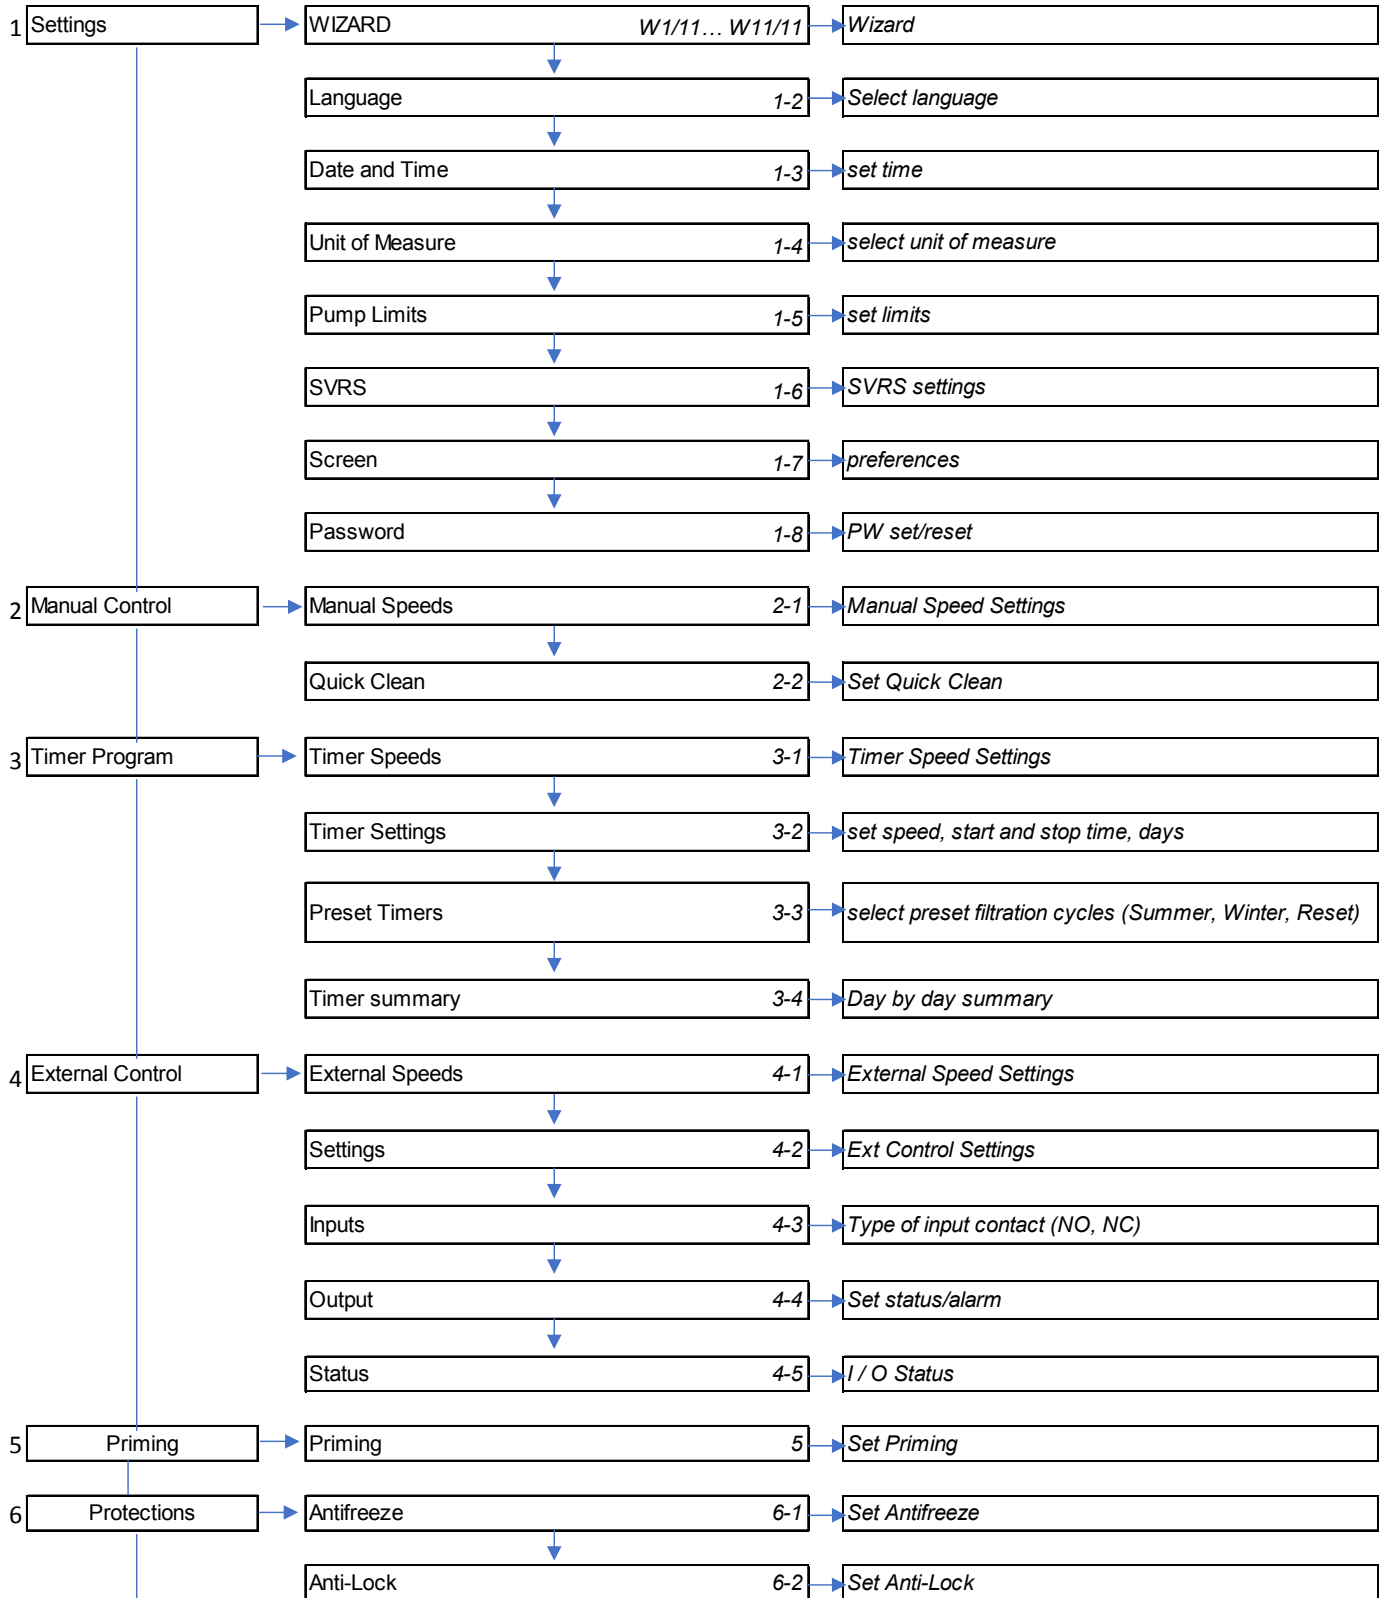 1 Settings WIZARD W1/11… W11/11 Wizard
Language 1-2 Select language
Date and Time 1-3 set time
Unit of Measure 1-4 select unit of measure
Pump Limits 1-5 set limits
SVRS 1-6 SVRS settings
Screen 1-7 preferences
Password 1-8 PW set/reset
2 Manual Control Manual Speeds 2-1 Manual Speed Settings
Quick Clean 2-2 Set Quick Clean
3 Timer Program Timer Speeds 3-1 Timer Speed Settings
Timer Settings 3-2 set speed, start and stop time, days
Preset Timers 3-3 select preset filtration cycles (Summer, Winter, Reset)
Timer summary 3-4 Day by day summary
4 External Control External Speeds 4-1 External Speed Settings
Settings 4-2 Ext Control Settings
Inputs 4-3 Type of input contact (NO, NC)
Output 4-4 Set status/alarm
Status 4-5 I / O Status
5 Priming Priming 5 Set Priming
6 Protections Antifreeze 6-1 Set Antifreeze
Anti-Lock 6-2 Set Anti-Lock